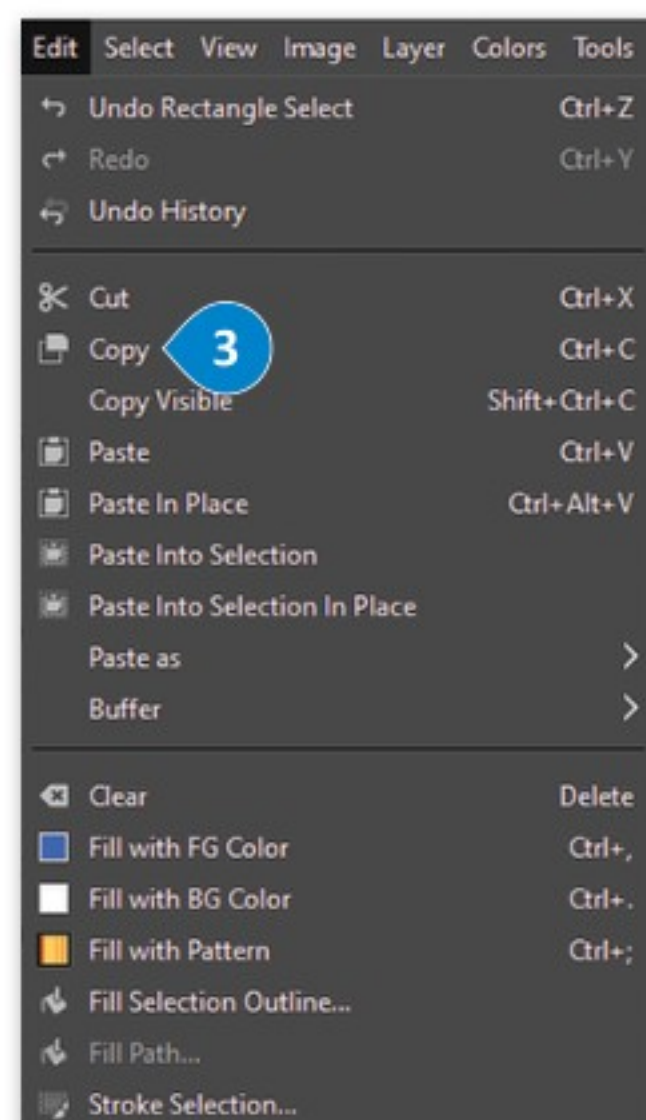 Edit Select View Image Layer Colors Tools
Undo Rectangle Select Ctrl+Z
Redo Ctrl+Y
Undo History
Cut Ctrl+X
Copy 3 Ctrl+C
Copy Visible Shift+Ctrl+C
Paste Ctrl+V
Paste In Place Ctrl+Alt+V
Paste Into Selection
Paste Into Selection In Place
Paste as
Buffer
Clear Delete
Fill with FG Color Ctrl+,
Fill with BG Color Ctrl+.
Fill with Pattern Ctrl+;
Fill Selection Outline...
Fill Path...
Stroke Selection...